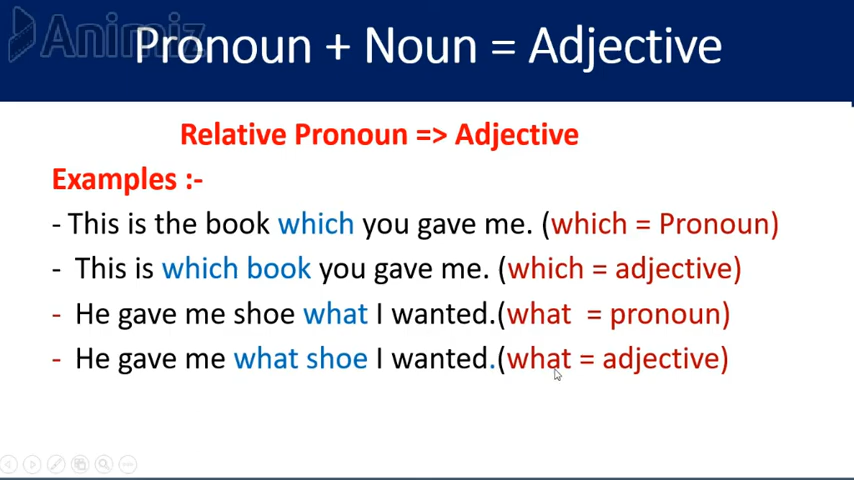 Animiz
Pronoun + Noun = Adjective
Relative Pronoun => Adjective
Examples :-
- This is the book which you gave me. (which = Pronoun)
- This is which book you gave me. (which = adjective)
- He gave me shoe what I wanted.(what = pronoun)
- He gave me what shoe I wanted.(what = adjective)